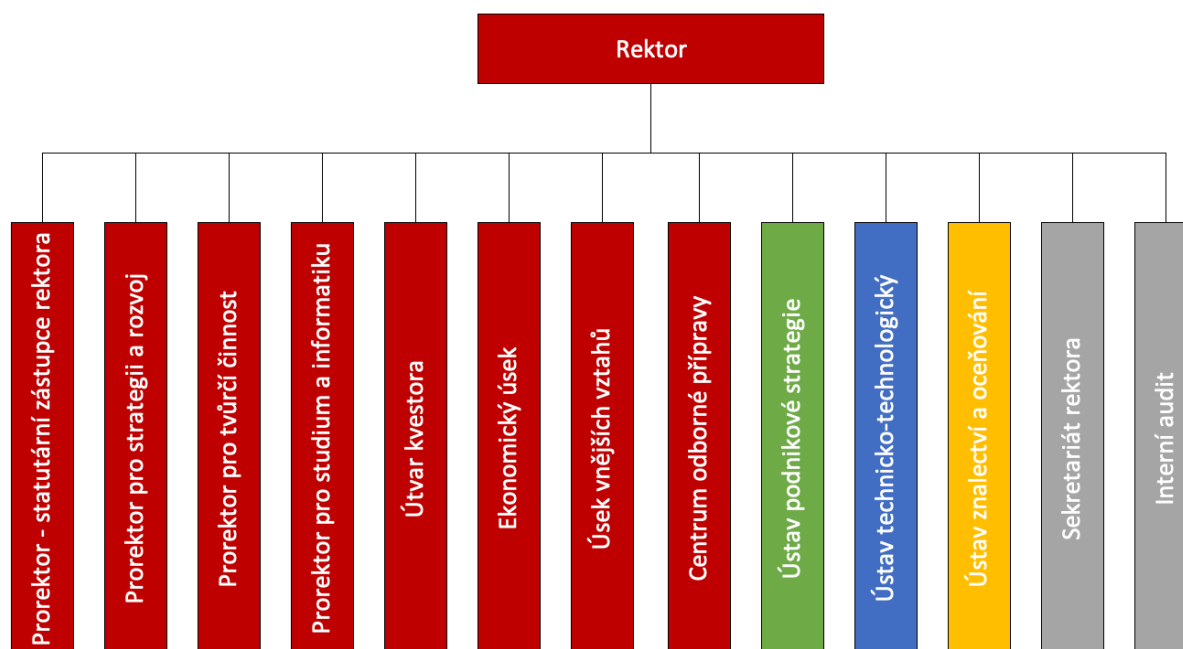 Rektor
Prorektor - statutární zástupce rektora
Prorektor pro strategii a rozvoj
Prorektor pro tvůrčí činnost
Prorektor pro studium a informatiku
Útvar kvestora
Ekonomický úsek
Úsek vnějších vztahů
Centrum odborné přípravy
Ústav podnikové strategie
Ústav technicko-technologický
Ústav znalectví a oceňování
Sekretariát rektora
Interní audit